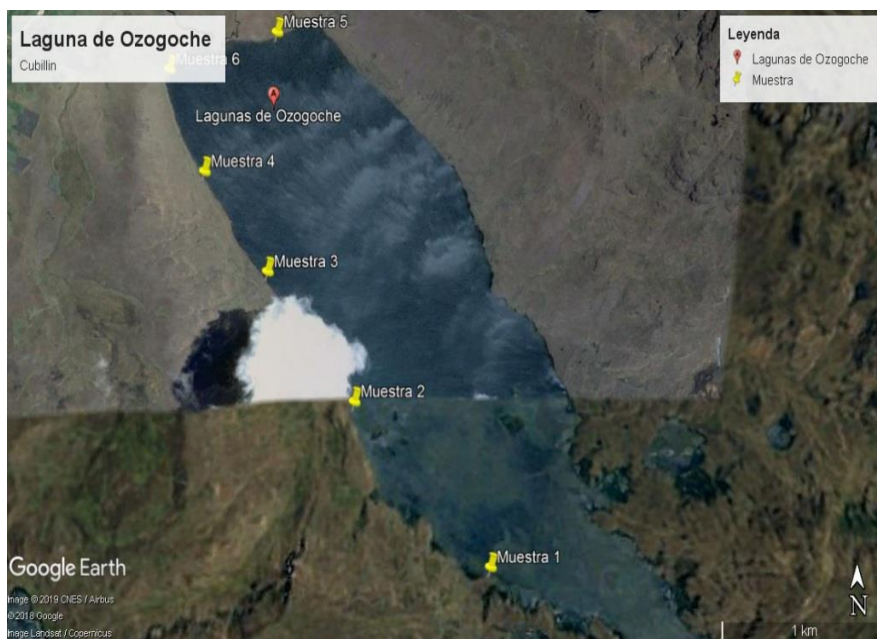 Laguna de Ozogoche
Cubillin
Muestra 5
Leyenda
Lagunas de Ozogoche
Muestra
Muestra 6
A
Lagunas de Ozogoche
Muestra 4
Muestra 3
Muestra 2
Muestra 1
Google Earth
Image © 2019 CNES / Airbus
© 2018 Google
Image Landsat / Copernicus
N
1 km